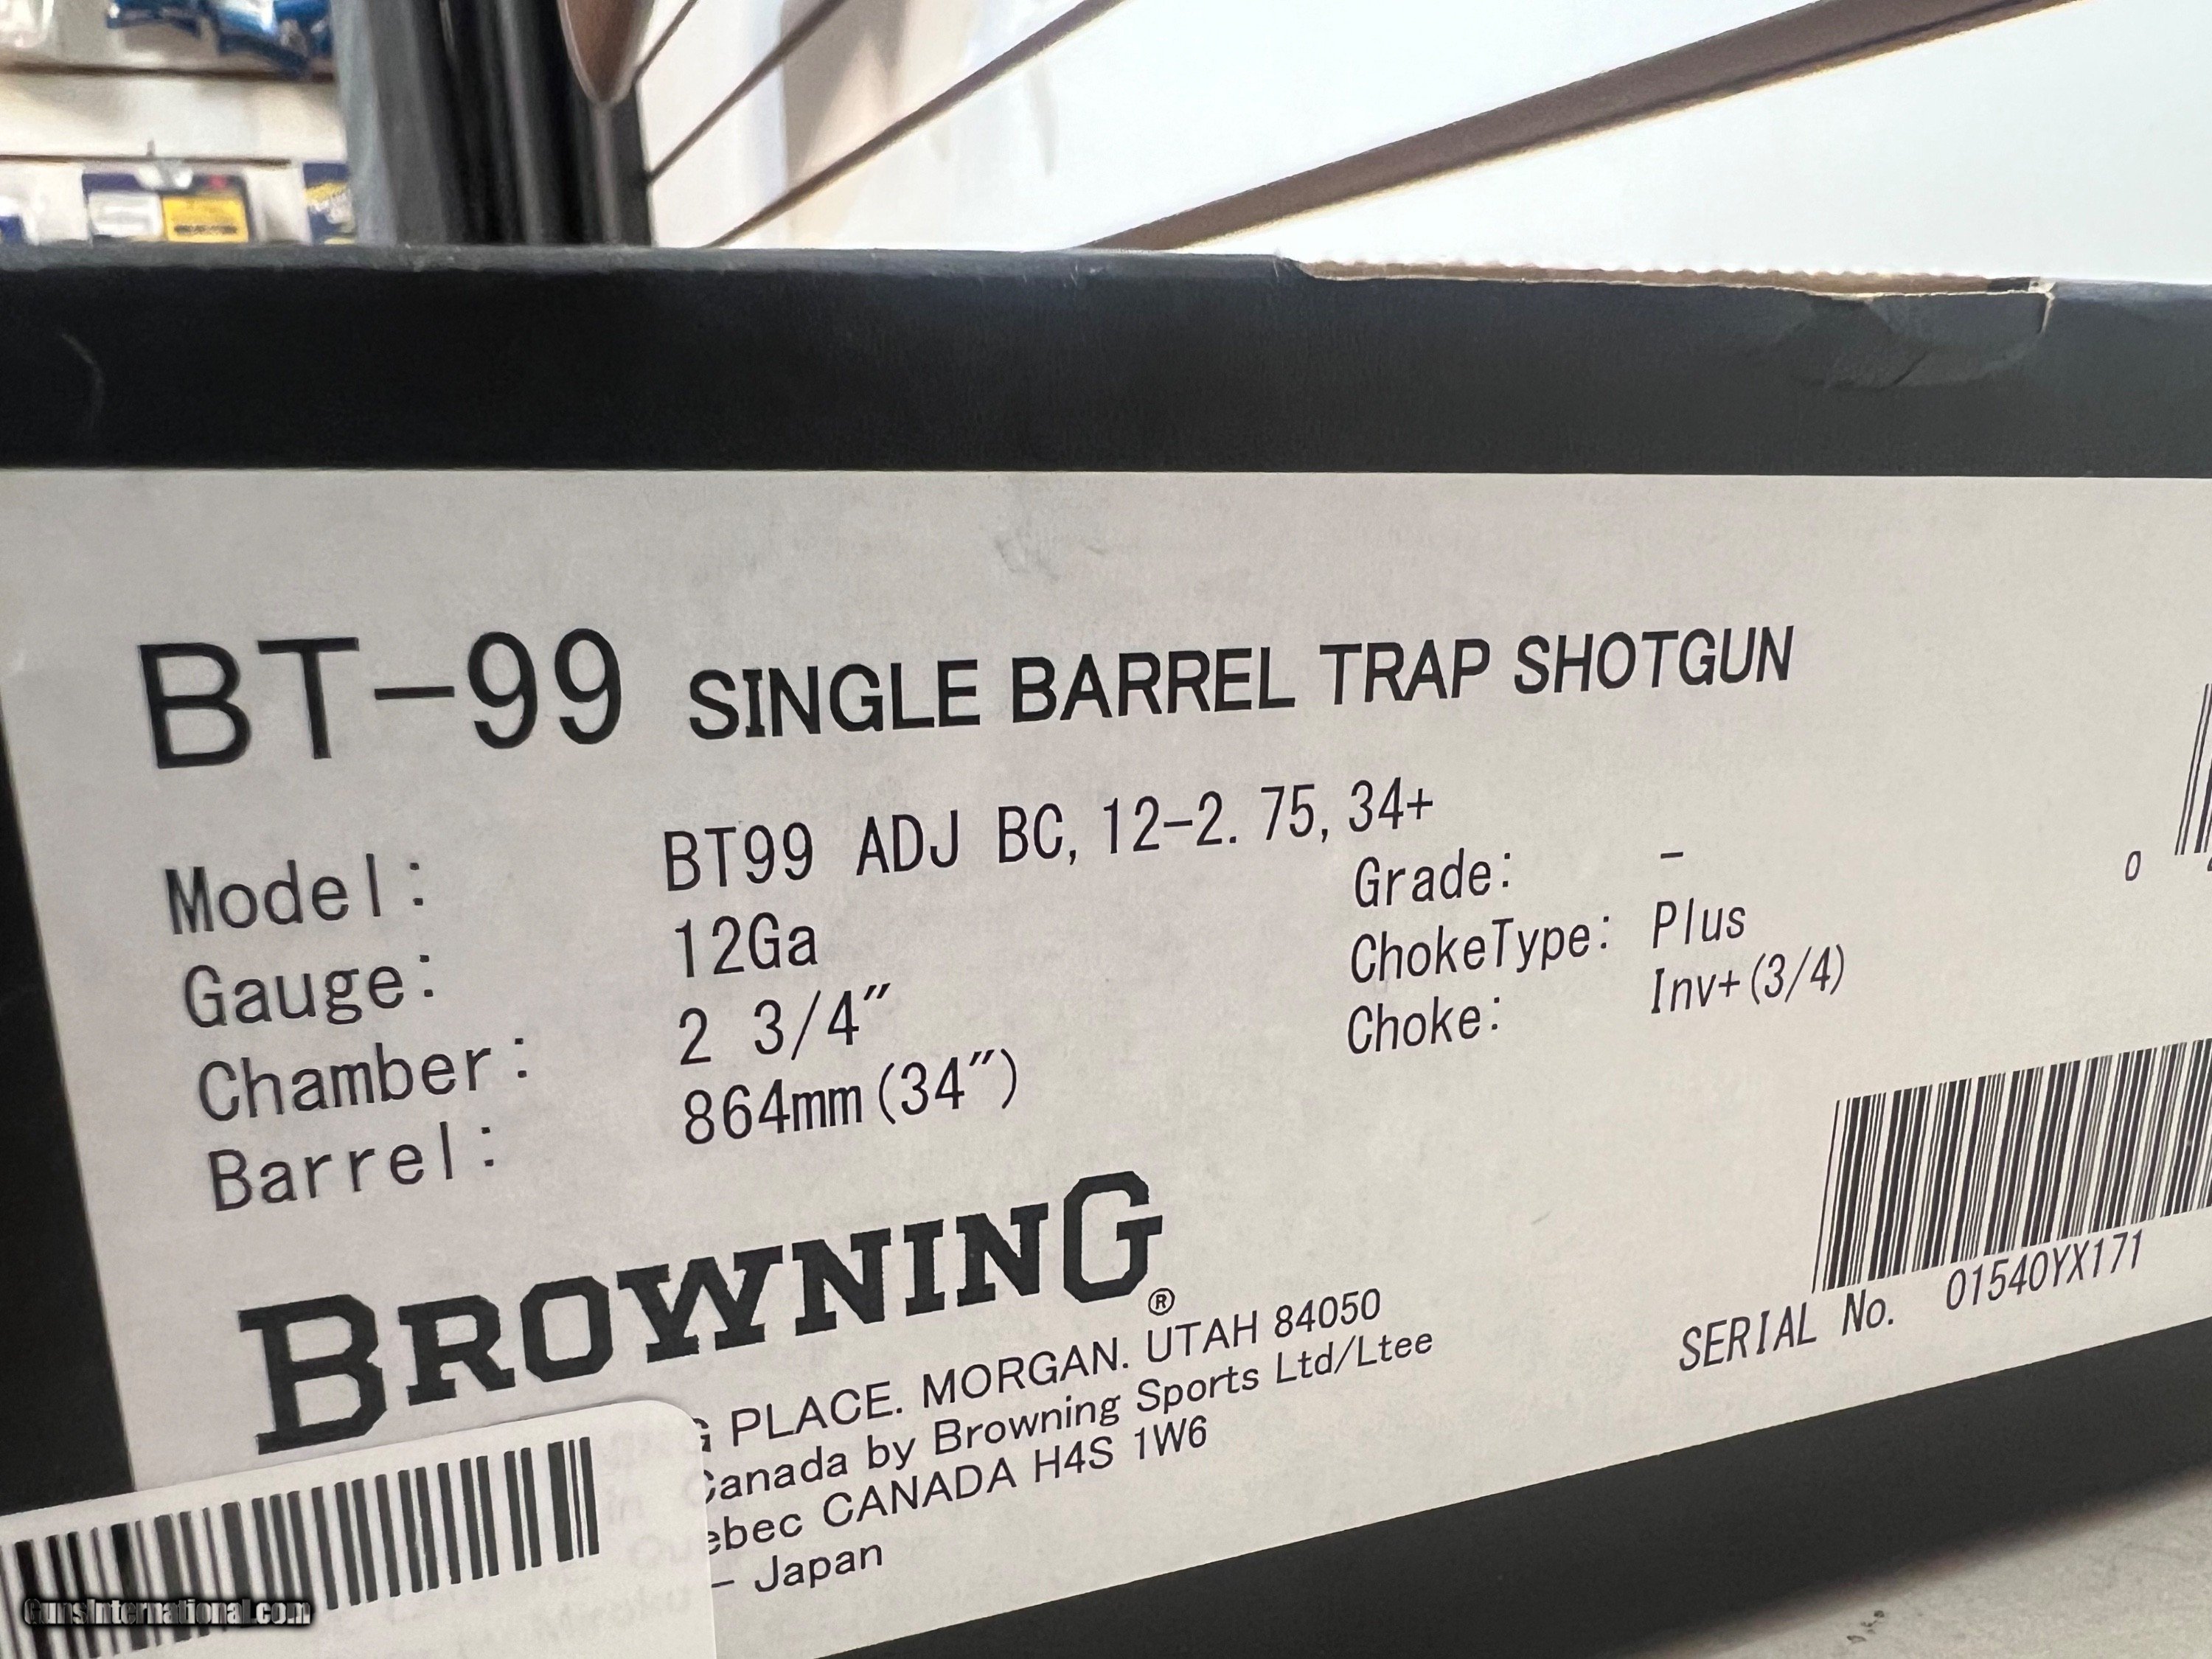 BT-99 SINGLE BARREL TRAP SHOTGUN
Model: BT99 ADJ BC, 12-2.75, 34+
Gauge: 12Ga
Grade: -
Chamber: 2 3/4"
ChokeType: Plus
Barrel: 864mm(34")
Choke: Inv+(3/4)
BROWNING®
PLACE. MORGAN. UTAH 84050
Canada by Browning Sports Ltd/Ltee
CANADA H4S 1W6
- Japan
0
SERIAL No. 01540YX171
GunsInternational.com